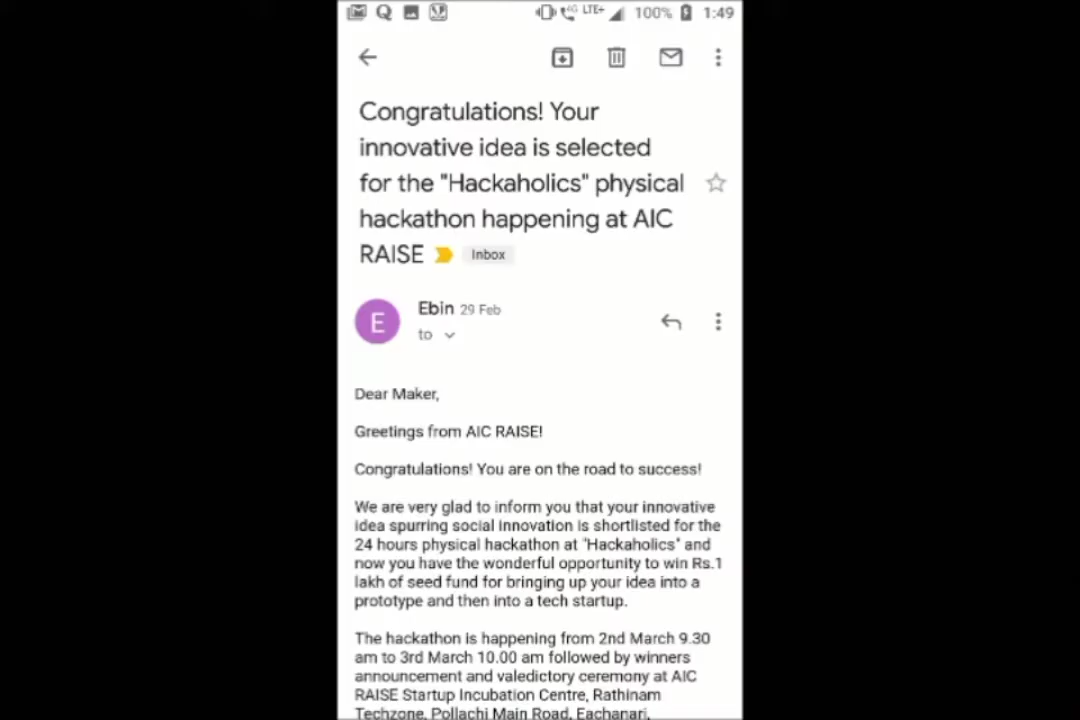 LTE+ 100% 1:49
Congratulations! Your
innovative idea is selected
for the "Hackaholics" physical
hackathon happening at AIC
RAISE Inbox
E Ebin 29 Feb
to
Dear Maker,
Greetings from AIC RAISE!
Congratulations! You are on the road to success!
We are very glad to inform you that your innovative
idea spurring social innovation is shortlisted for the
24 hours physical hackathon at "Hackaholics" and
now you have the wonderful opportunity to win Rs.1
lakh of seed fund for bringing up your idea into a
prototype and then into a tech startup.
The hackathon is happening from 2nd March 9.30
am to 3rd March 10.00 am followed by winners
announcement and valedictory ceremony at AIC
RAISE Startup Incubation Centre, Rathinam
Techzone, Pollachi Main Road, Eachanari,